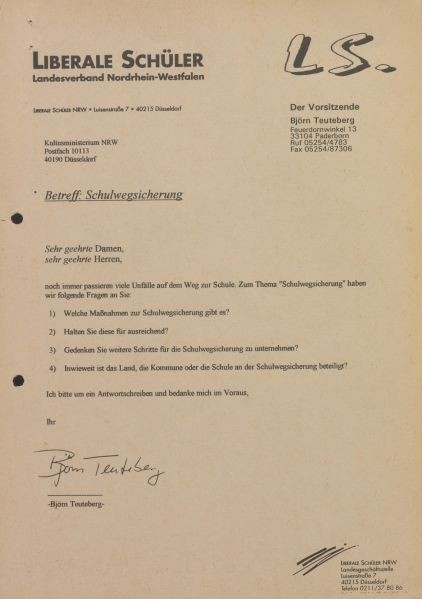 LIBERALE SCHÜLER
Landesverband Nordrhein-Westfalen
LS.
LIBERALE SCHÜLER NRW • Luisenstraße 7 • 40215 Düsseldorf
Der Vorsitzende
Björn Teuteberg
Feuerdornwinkel 13
33104 Paderborn
Ruf 05254/4783
Fax 05254/87306
Kultusministerium NRW
Postfach 10113
40190 Düsseldorf
Betreff: Schulwegsicherung
Sehr geehrte Damen,
sehr geehrte Herren,
noch immer passieren viele Unfälle auf dem Weg zur Schule. Zum Thema "Schulwegsicherung" haben
wir folgende Fragen an Sie:
1) Welche Maßnahmen zur Schulwegsicherung gibt es?
2) Halten Sie diese für ausreichend?
3) Gedenken Sie weitere Schritte für die Schulwegsicherung zu unternehmen?
4) Inwieweit ist das Land, die Kommune oder die Schule an der Schulwegsicherung beteiligt?
Ich bitte um ein Antwortschreiben und bedanke mich im Voraus,
Ihr
Björn Teuteberg
-Björn Teuteberg-
LIBERALE SCHÜLER NRW
Landesgeschäftsstelle
Luisenstraße 7
40215 Düsseldorf
Telefon 0211/37 80 86